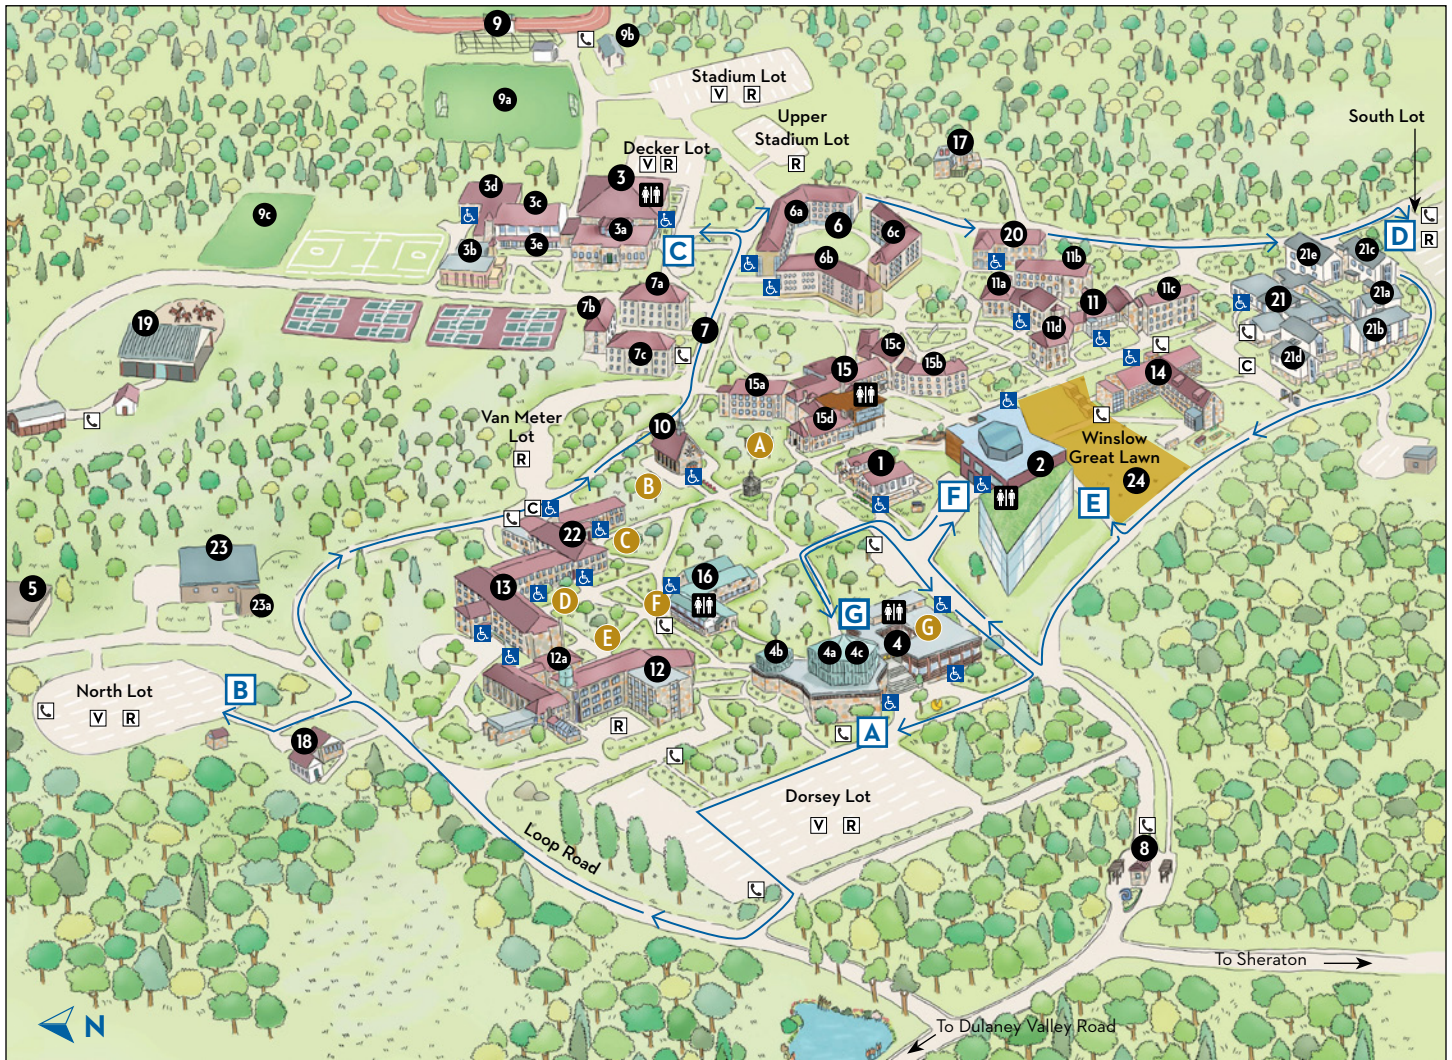 9
9b
Stadium Lot
V R
9a
Upper
Stadium Lot
R
South Lot
17
Decker Lot
V R
3
3d
3c
9c
3a
3e
3b
C
6a
6
6c
6b
20
11b
21e
21c
D
R
7a
7b
7
7c
11a
11
11c
11d
21
21a
21b
21d
C
19
15c
15
15b
15a
15d
14
Van Meter
Lot
R
10
A
Winslow
Great Lawn
24
1
2
B
F
E
C
22
C
23
5
23a
13
D
16
F
E
G
G
4
4b
4a
4c
12a
12
North Lot
V R
B
18
R
A
Dorsey Lot
V R
Loop Road
8
To Sheraton
N
To Dulaney Valley Road